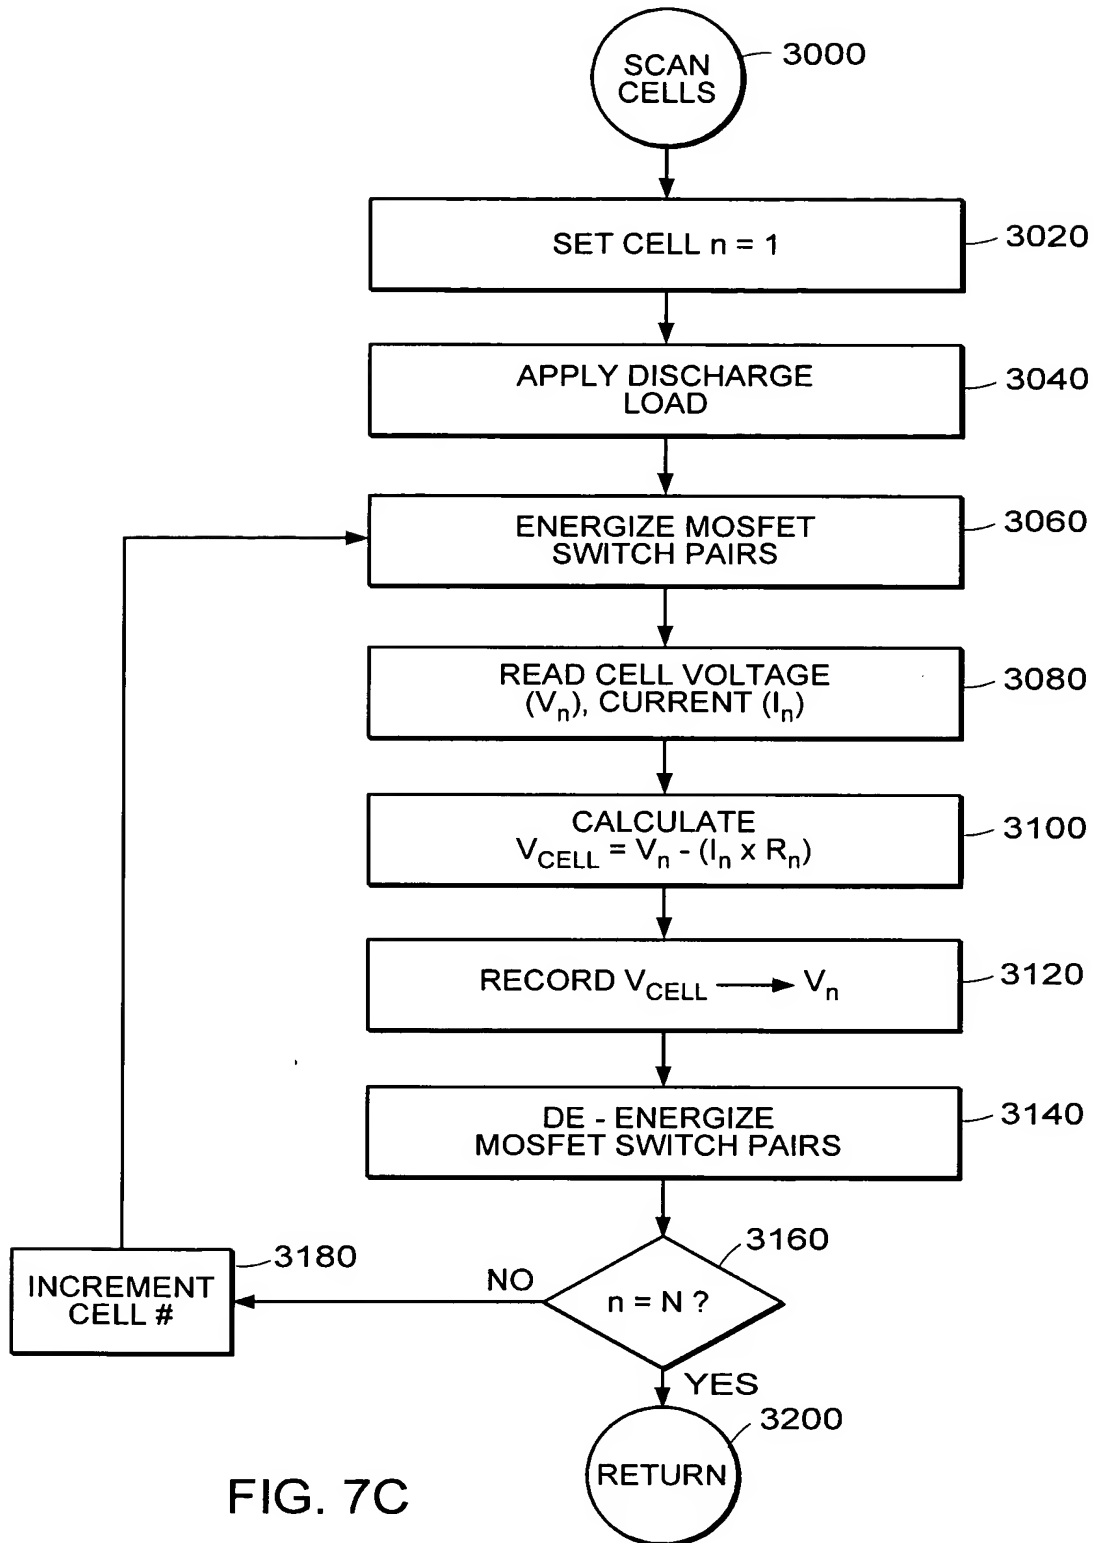 SCAN
CELLS
3000
SET CELL n = 1
3020
APPLY DISCHARGE
LOAD
3040
ENERGIZE MOSFET
SWITCH PAIRS
3060
READ CELL VOLTAGE
(Vn), CURRENT (In)
3080
CALCULATE
VCELL = Vn - (In x Rn)
3100
RECORD VCELL → Vn
3120
DE - ENERGIZE
MOSFET SWITCH PAIRS
3140
n = N ?
3160
NO
INCREMENT
CELL #
3180
YES
RETURN
3200
FIG. 7C